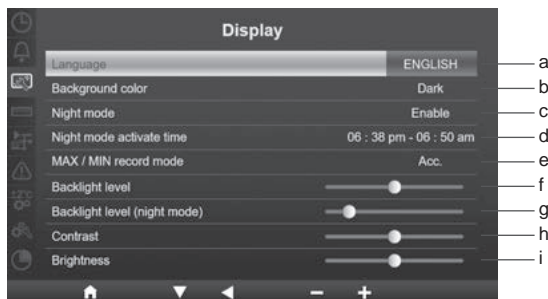 Display
Language ENGLISH a
Background color Dark b
Night mode Enable c
Night mode activate time 06 : 38 pm - 06 : 50 am d
MAX / MIN record mode Acc. e
Backlight level f
Backlight level (night mode) g
Contrast h
Brightness i